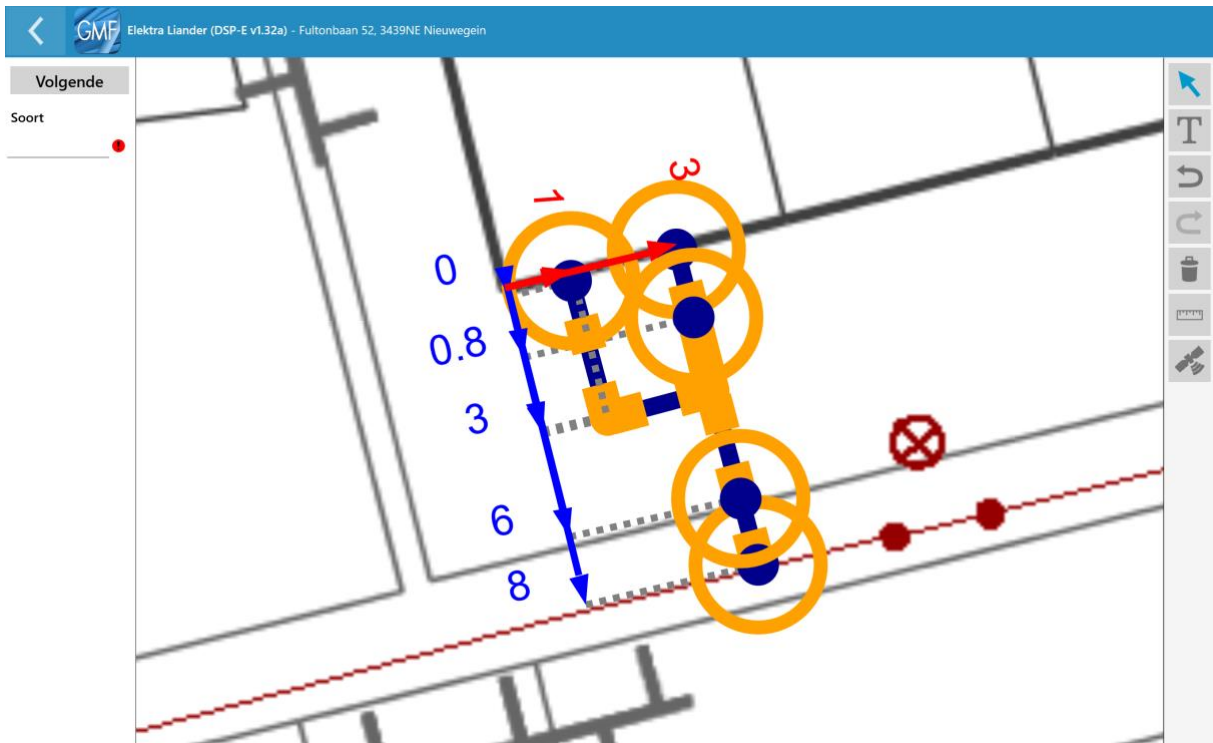 GMF
Elektra Liander (DSP-E v1.32a) - Fultonbaan 52, 3439NE Nieuwegein
Volgende
Soort
T
1
3
0
0.8
3
6
8